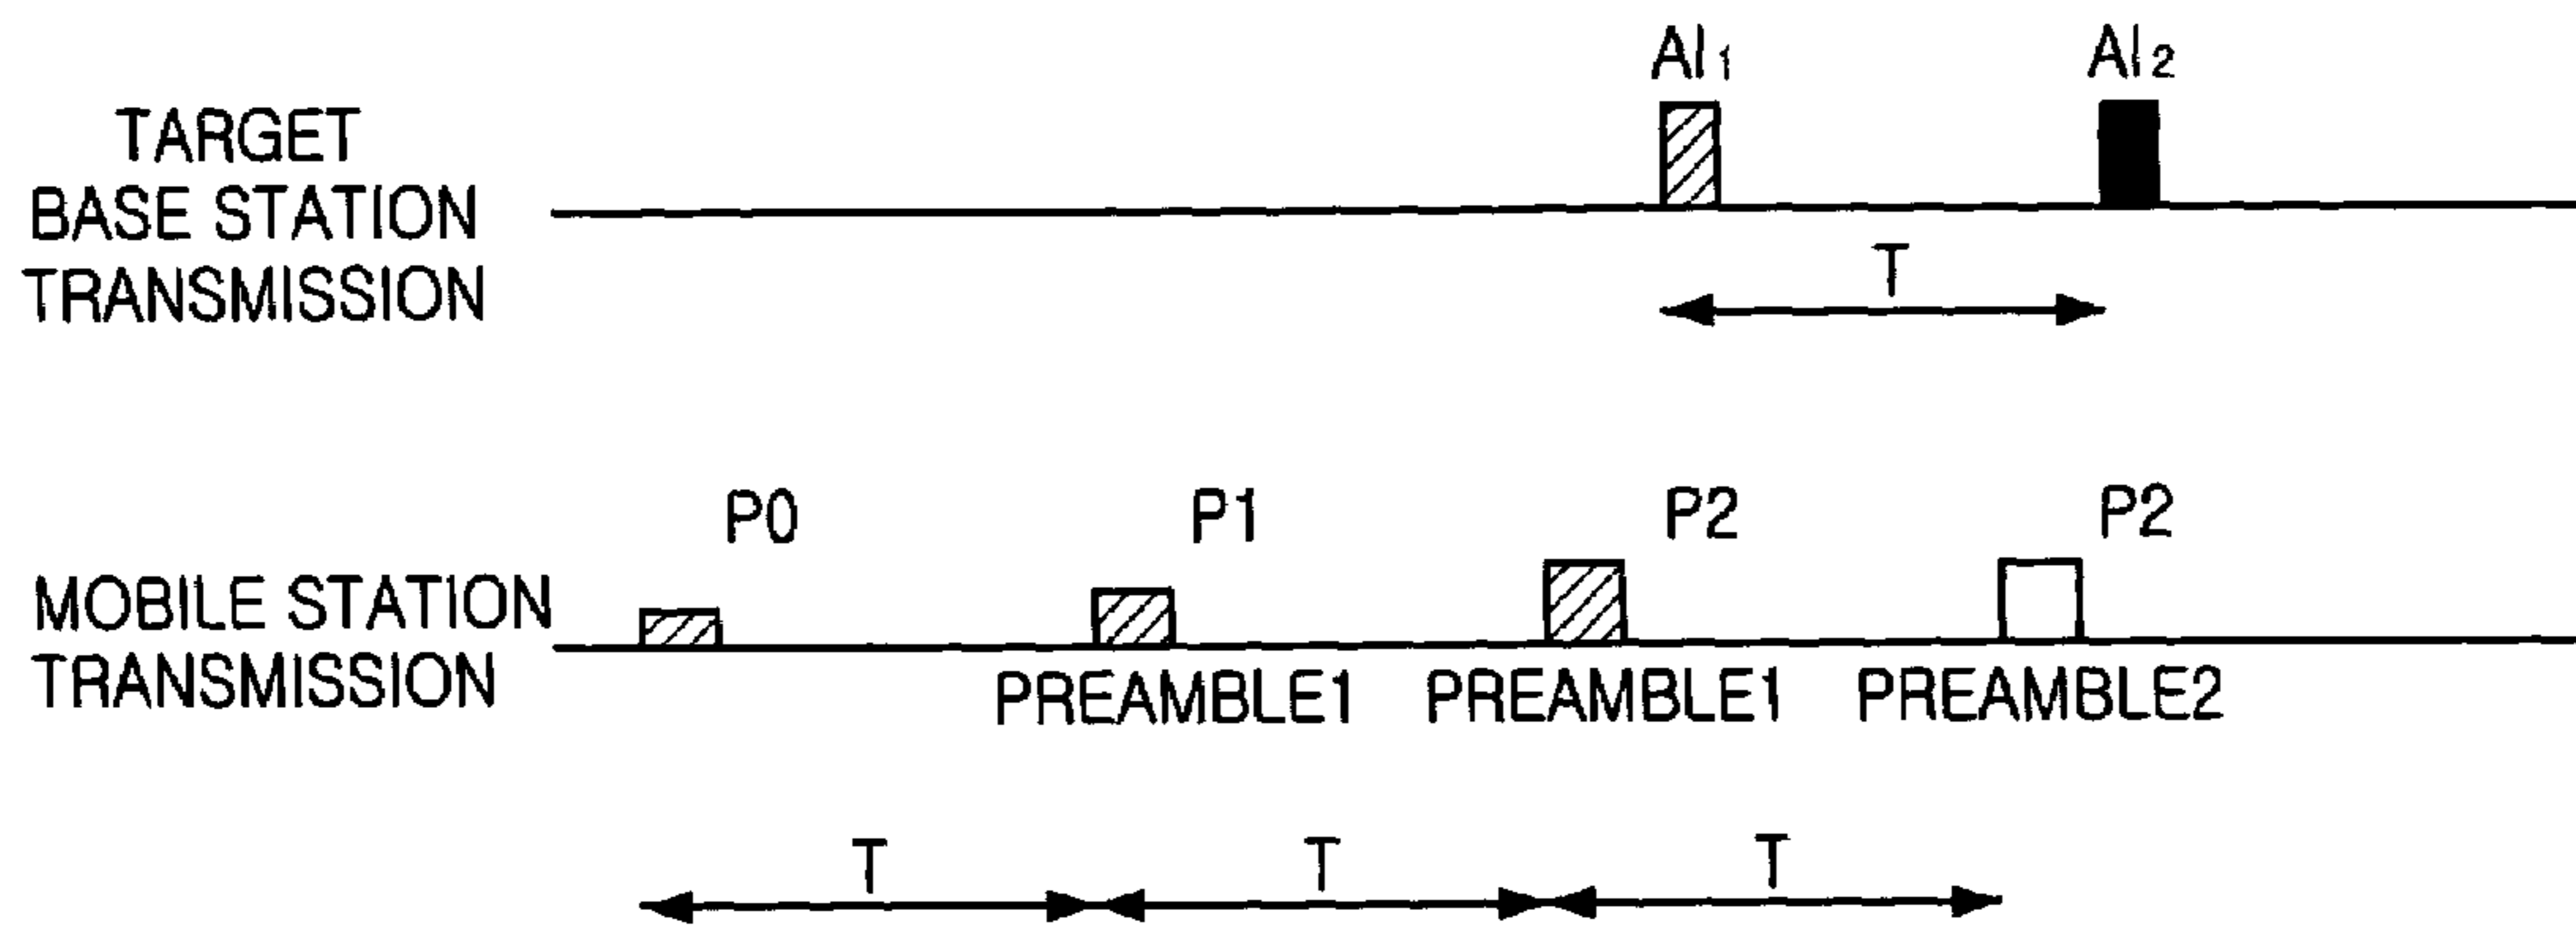 AI1 AI2
TARGET
BASE STATION
TRANSMISSION
T
P0 P1 P2 P2
MOBILE STATION
TRANSMISSION
PREAMBLE1 PREAMBLE1 PREAMBLE2
T T T